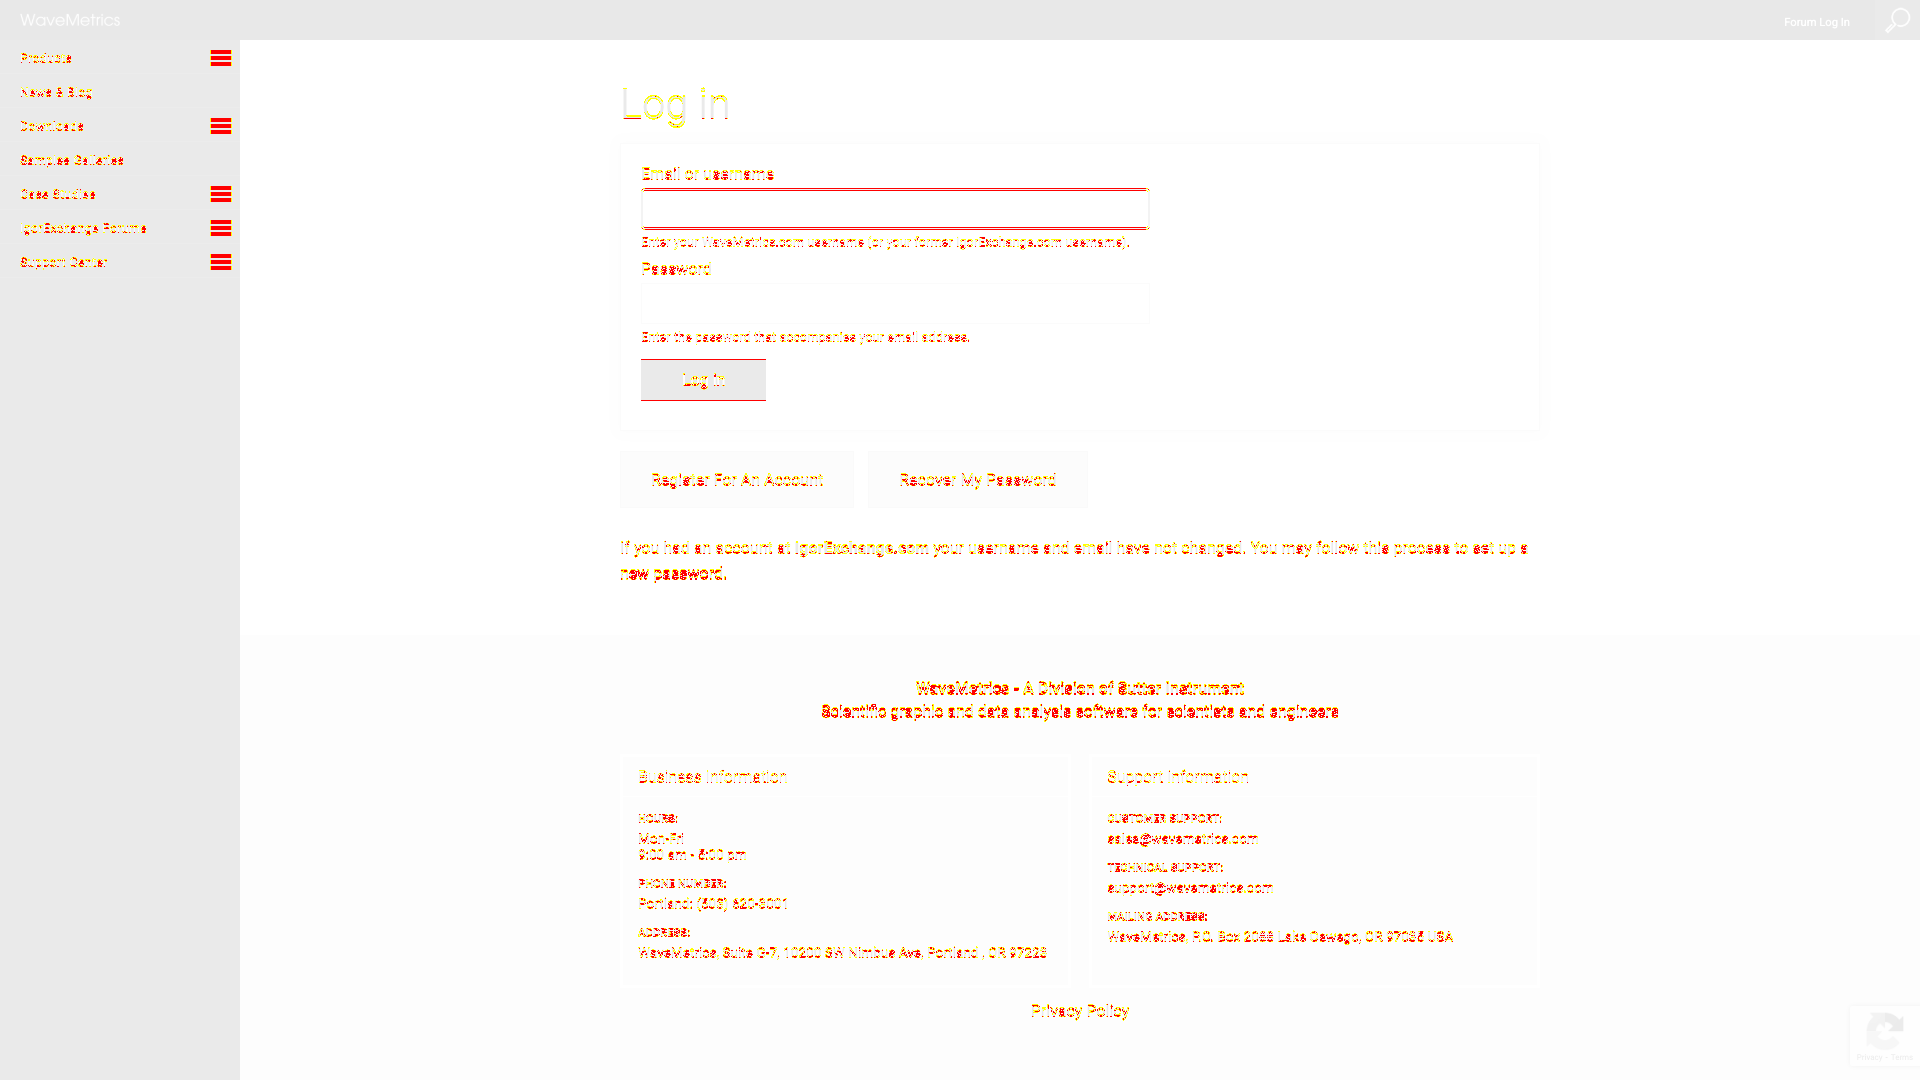 WaveMetrics
Forum Log In
Products
News & Blog
Downloads
Samples Galleries
Case Studies
IgorExchange Forums
Support Center
Log in
Email or username
Enter your WaveMetrics.com username (or your former IgorExchange.com username).
Password
Enter the password that accompanies your email address.
Log in
Register For An Account
Recover My Password
If you had an account at IgorExchange.com your username and email have not changed. You may follow this process to set up a
new password.
WaveMetrics - A Division of Sutter Instrument
Scientific graphic and data analysis software for scientists and engineers
Business Information
HOURS:
Mon-Fri
9:00 am - 5:00 pm
PHONE NUMBER:
Portland: (503) 620-3001
ADDRESS:
WaveMetrics, Suite G-7, 10200 SW Nimbus Ave, Portland , OR 97223
Support Information
CUSTOMER SUPPORT:
sales@wavemetrics.com
TECHNICAL SUPPORT:
support@wavemetrics.com
MAILING ADDRESS:
WaveMetrics, P.O. Box 2088 Lake Oswego, OR 97035 USA
Privacy Policy
Privacy - Terms